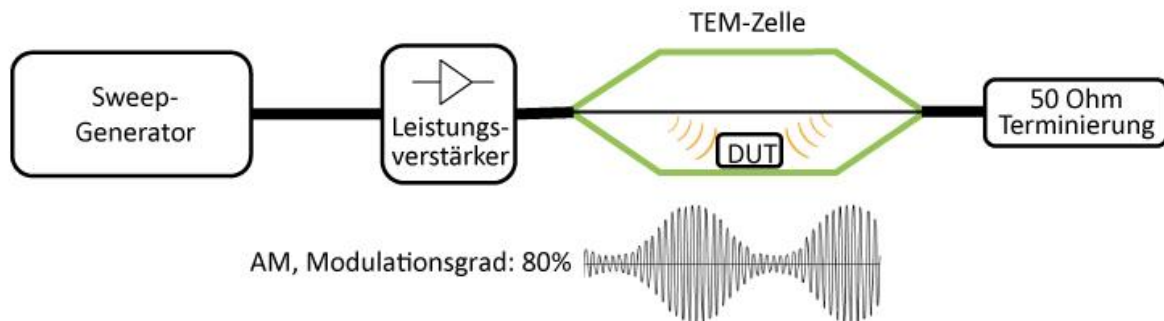 TEM-Zelle
Sweep-
Generator
Leistungs-
verstärker
DUT
50 Ohm
Terminierung
AM, Modulationsgrad: 80%